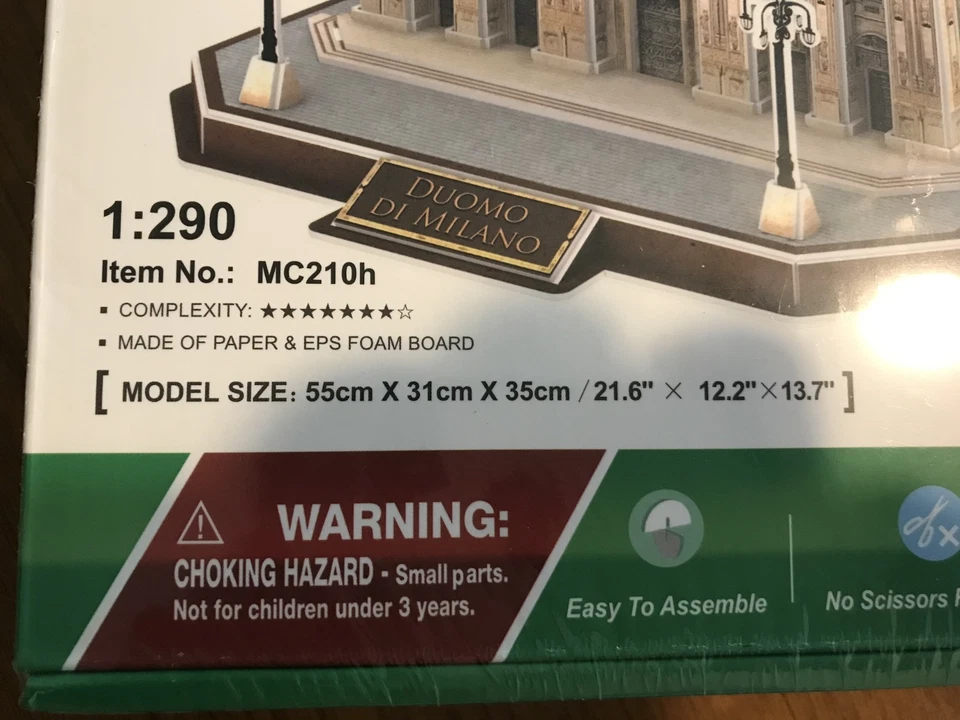 DUOMO
DI MILANO
1:290
Item No.: MC210h
▪ COMPLEXITY: ★★★★★★★☆
▪ MADE OF PAPER & EPS FOAM BOARD
[ MODEL SIZE: 55cm X 31cm X 35cm / 21.6" × 12.2"×13.7" ]
WARNING:
CHOKING HAZARD - Small parts.
Not for children under 3 years.
Easy To Assemble
No Scissors